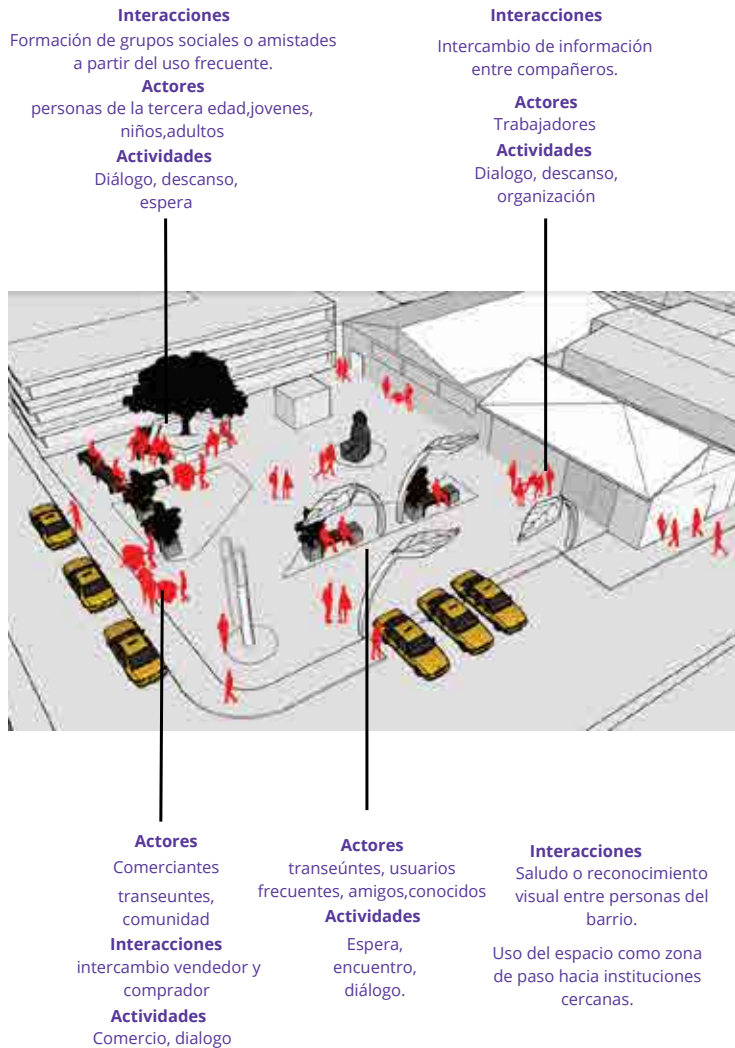 Interacciones
Formación de grupos sociales o amistades
a partir del uso frecuente.
Actores
personas de la tercera edad,jovenes,
niños,adultos
Actividades
Diálogo, descanso,
espera
Interacciones
Intercambio de información
entre compañeros.
Actores
Trabajadores
Actividades
Dialogo, descanso,
organización
Actores
Comerciantes
transeuntes,
comunidad
Interacciones
intercambio vendedor y
comprador
Actividades
Comercio, dialogo
Actores
transeúntes, usuarios
frecuentes, amigos,conocidos
Actividades
Espera,
encuentro,
diálogo.
Interacciones
Saludo o reconocimiento
visual entre personas del
barrio.
Uso del espacio como zona
de paso hacia instituciones
cercanas.